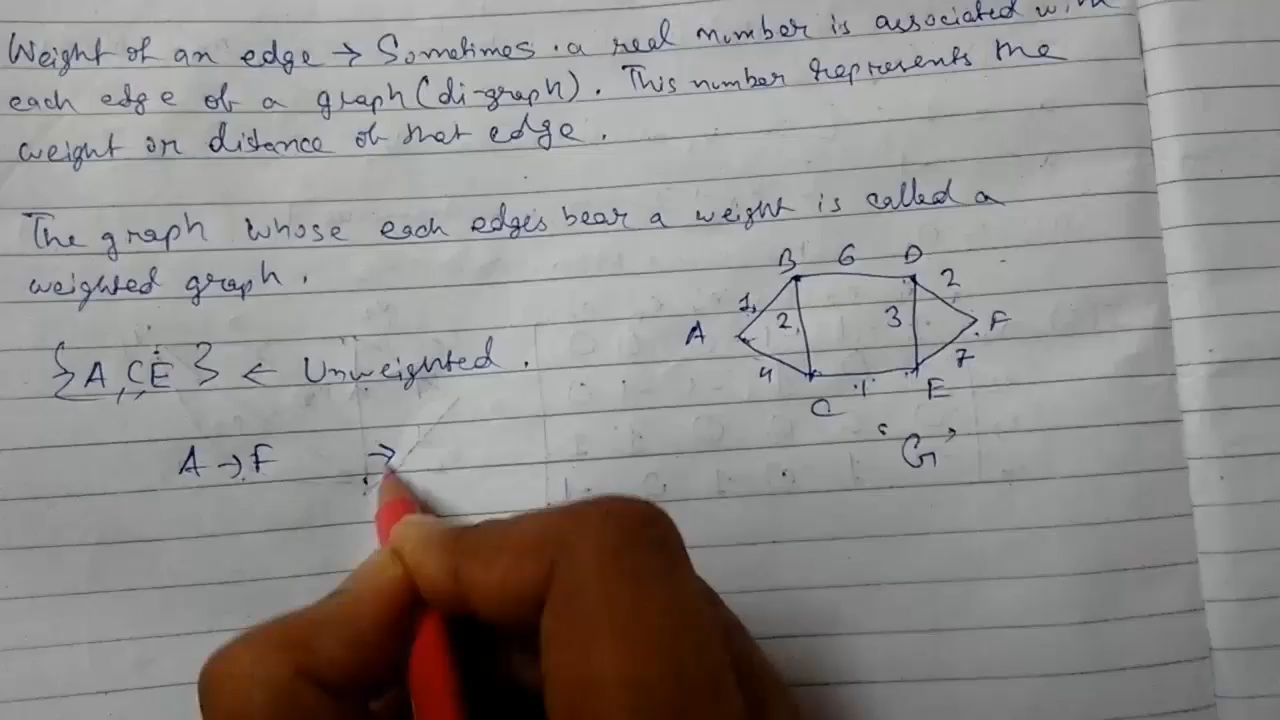 Weight of an edge → Sometimes a real number is associated with
each edge of a graph (di-graph). This number represents the
weight or distance of that edge.
The graph whose each edges bear a weight is called a
weighted graph.
{A, C, E} ← Unweighted.
A → F →
B 6 D
1 2 3 2
A F
4 1 7
C E
'G'